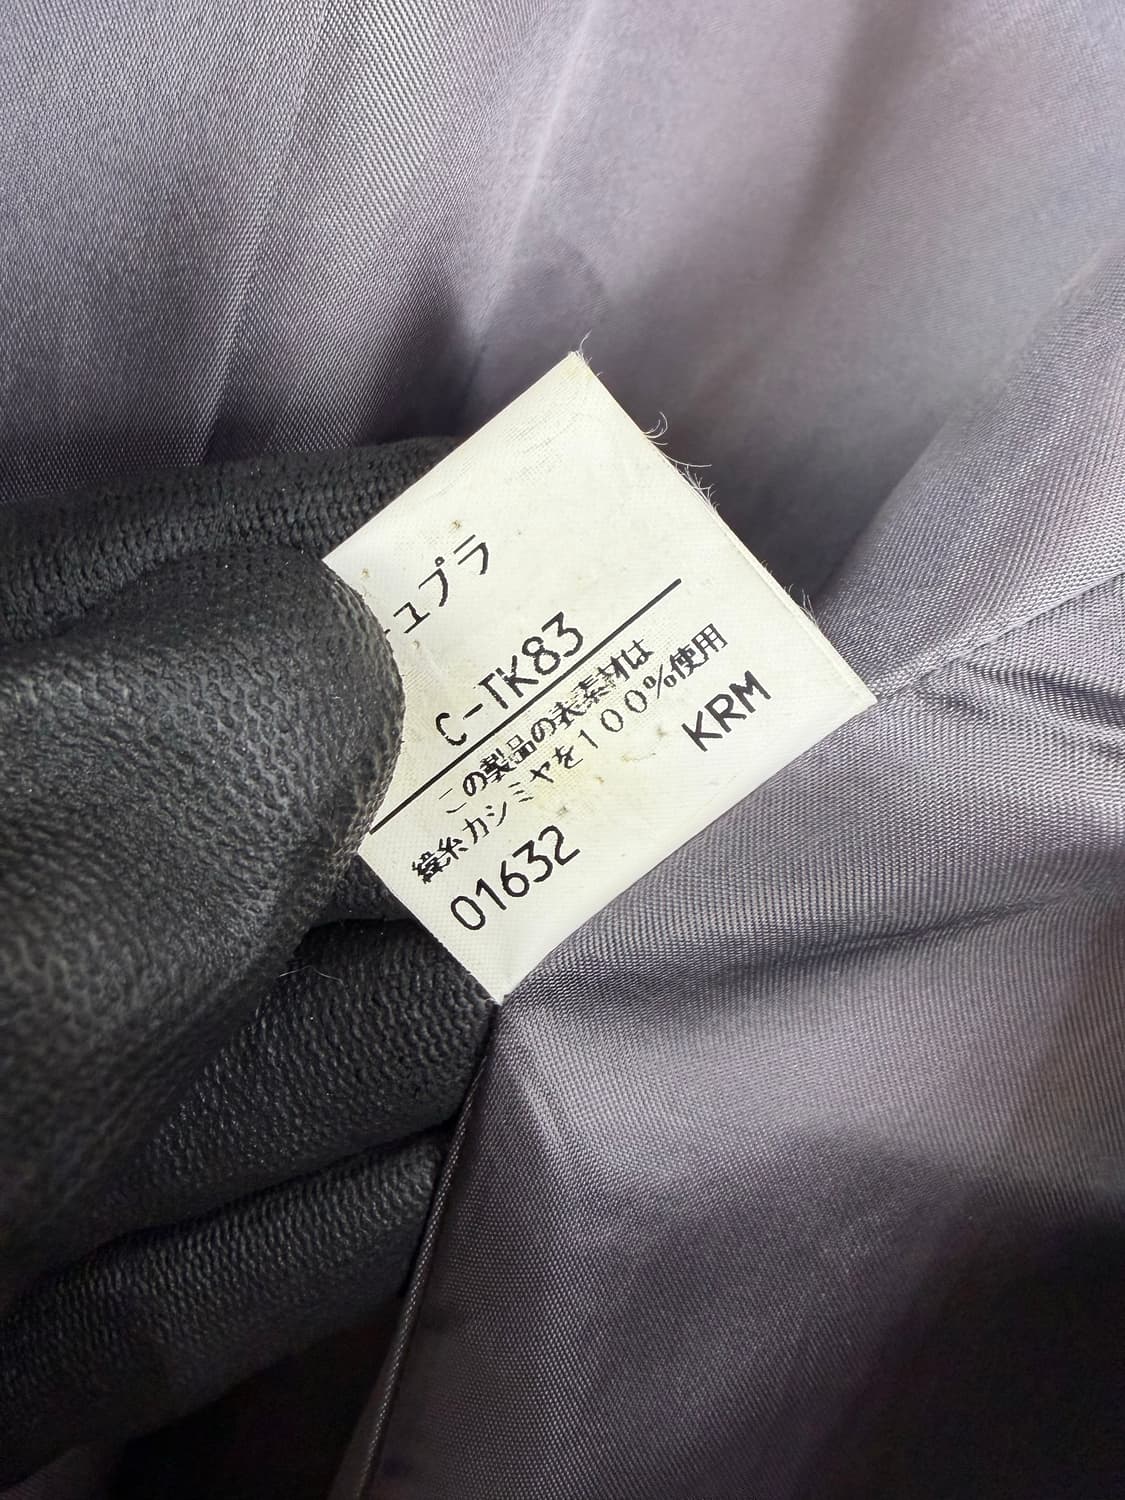 ュプラ
C-TK83
この製品の表素材は
緯糸カシミヤを100%使用
01632
KRM